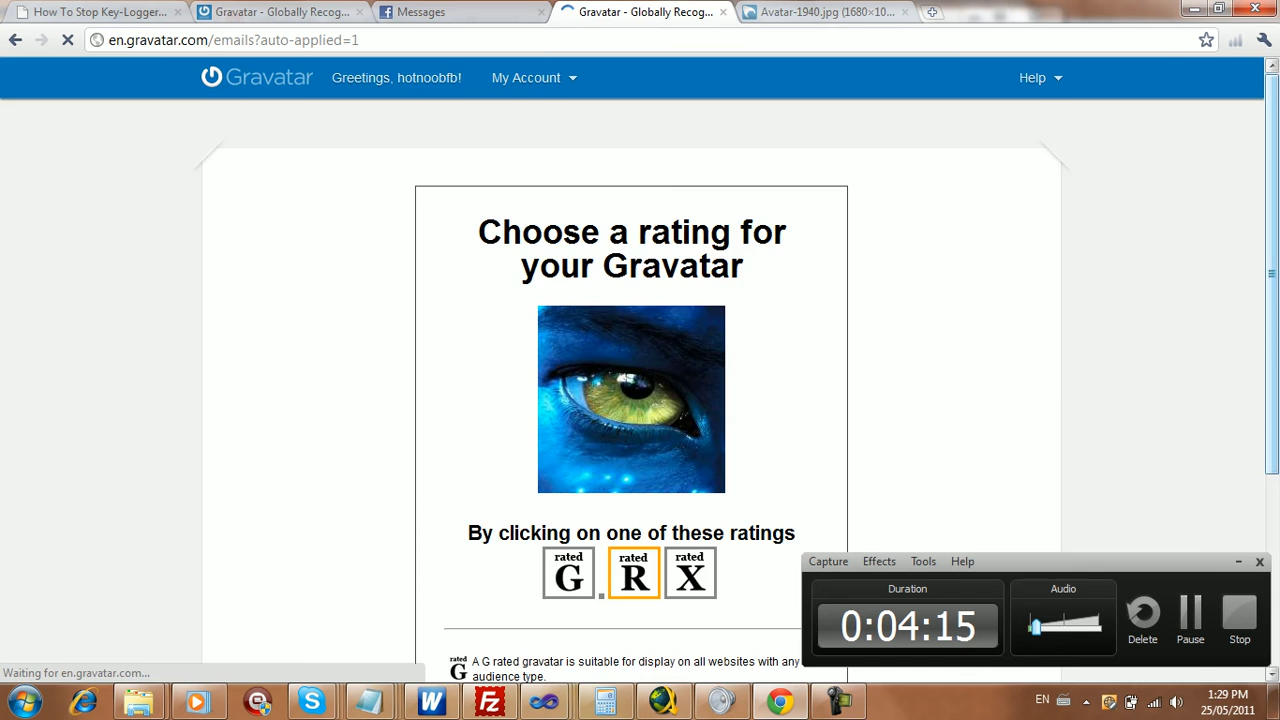 How To Stop Key-Logger...
Gravatar - Globally Recog...
Messages
Gravatar - Globally Recog...
Avatar-1940.jpg (1680×10...
en.gravatar.com/emails?auto-applied=1
Gravatar
Greetings, hotnoobfb!
My Account
Help
Choose a rating for
your Gravatar
By clicking on one of these ratings
rated
G
rated
R
rated
X
rated
G
A G rated gravatar is suitable for display on all websites with any
audience type.
Capture
Effects
Tools
Help
Duration
0:04:15
Audio
Delete
Pause
Stop
Waiting for en.gravatar.com...
EN
1:29 PM
25/05/2011